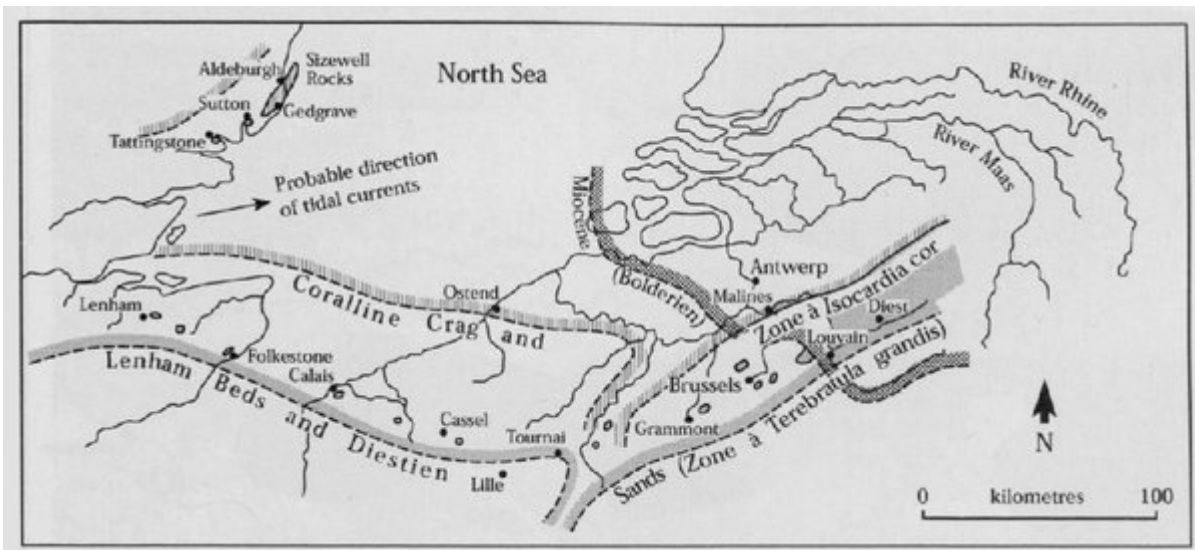 North Sea
Aldeburgh
Sizewell
Rocks
Sutton
Gedgrave
Tattingstone
Probable direction
of tidal currents
River Rhine
River Maas
Miocene
(Bolderien)
Antwerp
Malines
Zone à Isocardia cor
Diest
Louvain
Coralline Crag and
Ostend
Lenham
Folkestone
Calais
Lenham Beds and Diestien
Cassel
Lille
Tournai
Brussels
Grammont
Sands (Zone à Terebratula grandis)
N
0 kilometres 100